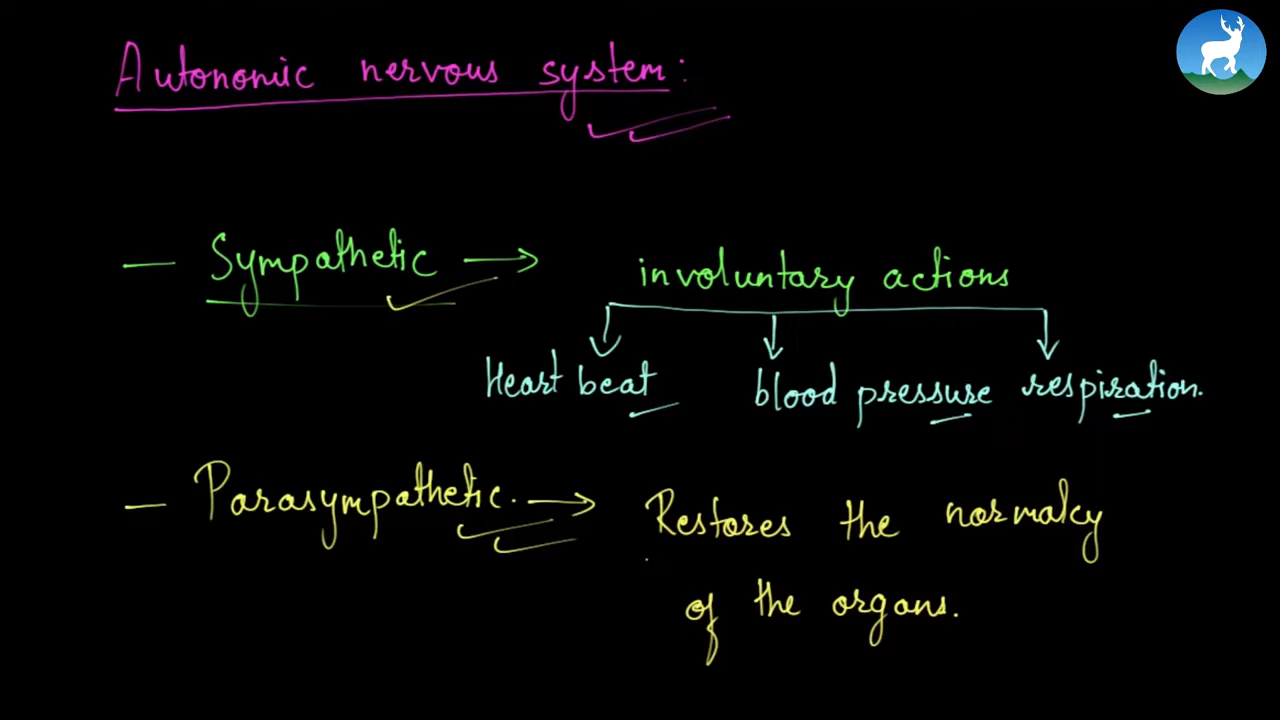 Autonomic nervous system:
— Sympathetic → involuntary actions
Heart beat blood pressure respiration.
— Parasympathetic. → Restores the normalcy
of the organs.